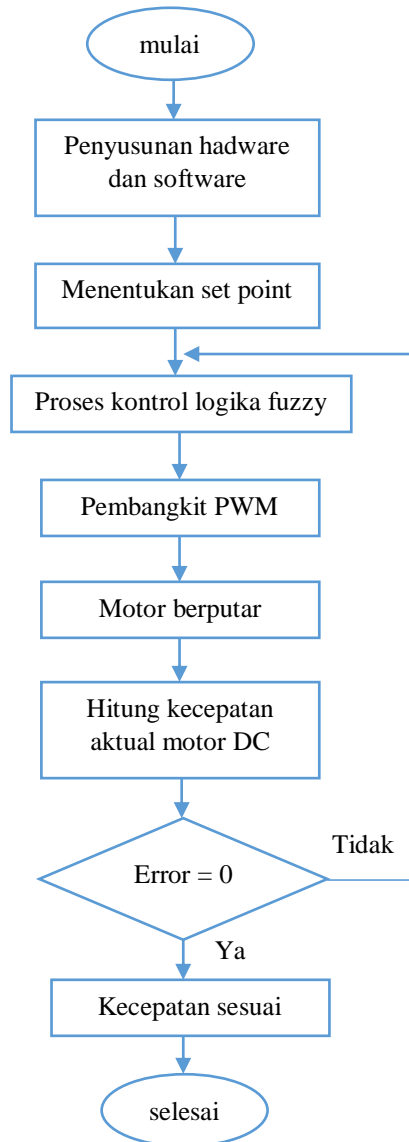 mulai
Penyusunan hadware
dan software
Menentukan set point
Proses kontrol logika fuzzy
Pembangkit PWM
Motor berputar
Hitung kecepatan
aktual motor DC
Error = 0
Tidak
Ya
Kecepatan sesuai
selesai